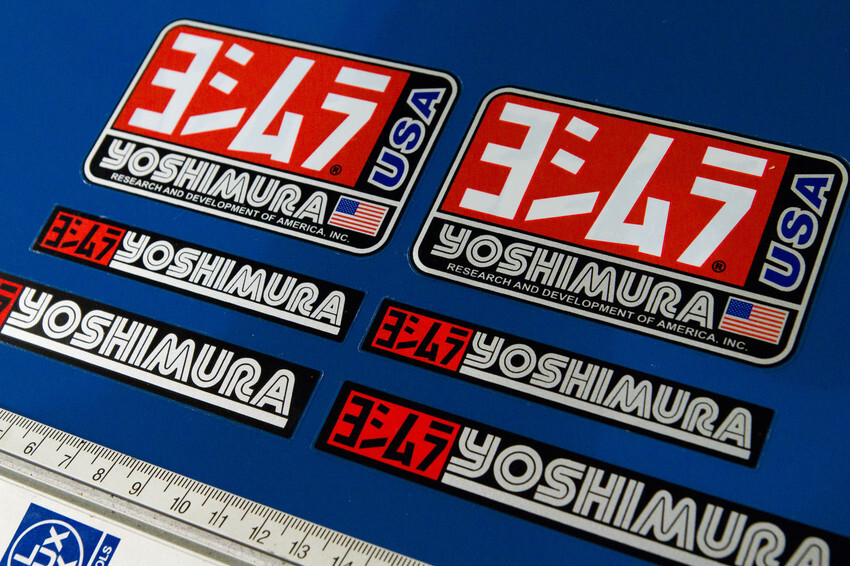 ヨシムラ®
USA
YOSHIMURA
RESEARCH AND DEVELOPMENT OF AMERICA, INC.
ヨシムラ®
USA
YOSHIMURA
RESEARCH AND DEVELOPMENT OF AMERICA, INC.
ヨシムラ YOSHIMURA
YOSHIMURA
ヨシムラ YOSHIMURA
ヨシムラ YOSHIMURA
6 7 8 9 10 11 12 13 14
LUX